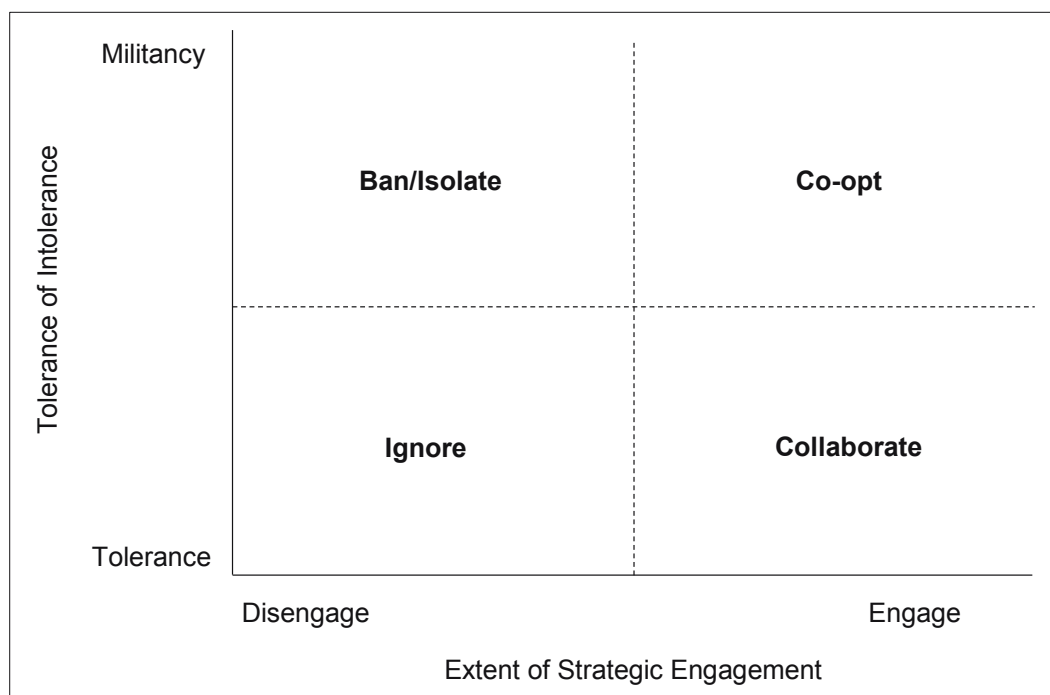 Militancy
Tolerance of Intolerance
Ban/Isolate
Co-opt
Ignore
Collaborate
Tolerance
Disengage
Engage
Extent of Strategic Engagement